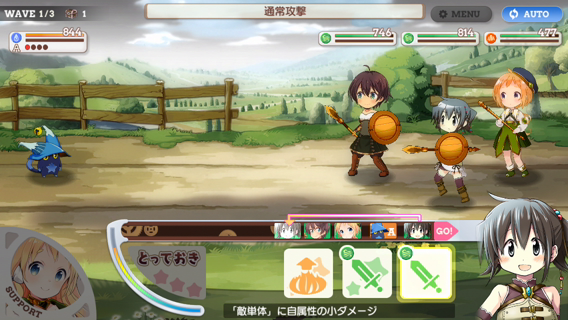 WAVE 1/3 1
通常攻撃
MENU
AUTO
844
746
814
477
A
GO!
とっておき
SUPPORT
「敵単体」に自属性の小ダメージ